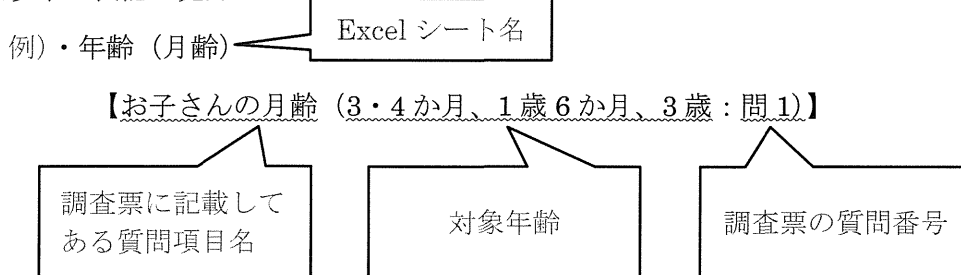 Excel シート名
例）・年齢（月齢）
【お子さんの月齢（3・4 か月、1 歳 6 か月、3 歳：問 1）】
調査票に記載して
ある質問項目名
対象年齢
調査票の質問番号